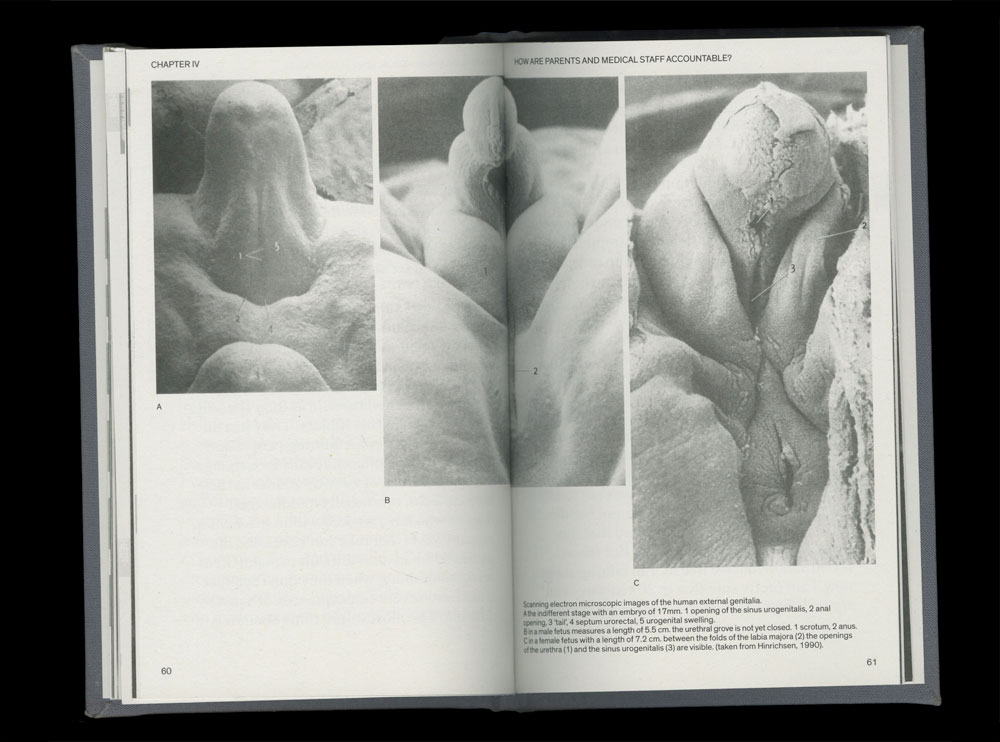 CHAPTER IV
HOW ARE PARENTS AND MEDICAL STAFF ACCOUNTABLE?
1
5
2
4
A
1
2
B
2
3
C
Scanning electron microscopic images of the human external genitalia.
A the indifferent stage with an embryo of 17mm. 1 opening of the sinus urogenitalis, 2 anal
opening, 3 'tail', 4 septum urorectal, 5 urogenital swelling.
B in a male fetus measures a length of 5.5 cm. the urethral grove is not yet closed. 1 scrotum, 2 anus.
C in a female fetus with a length of 7.2 cm. between the folds of the labia majora (2) the openings
of the urethra (1) and the sinus urogenitalis (3) are visible. (taken from Hinrichsen, 1990).
60
61